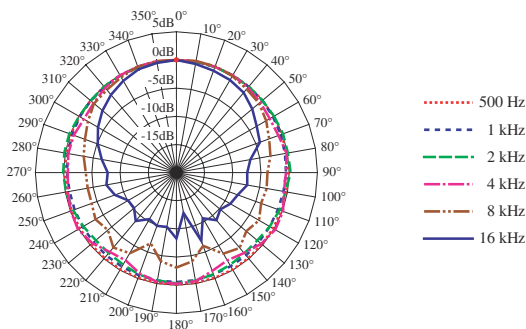 350° 0°
5dB
340° 10°
330° 20°
320° 0dB 30°
310° 40°
300° -5dB 50°
290° 60°
280° -10dB 70°
270° -15dB 80°
260° 90°
250° 100°
240° 110°
230° 120°
220° 130°
210° 140°
200° 150°
190° 160°
180° 170°
500 Hz
1 kHz
2 kHz
4 kHz
8 kHz
16 kHz